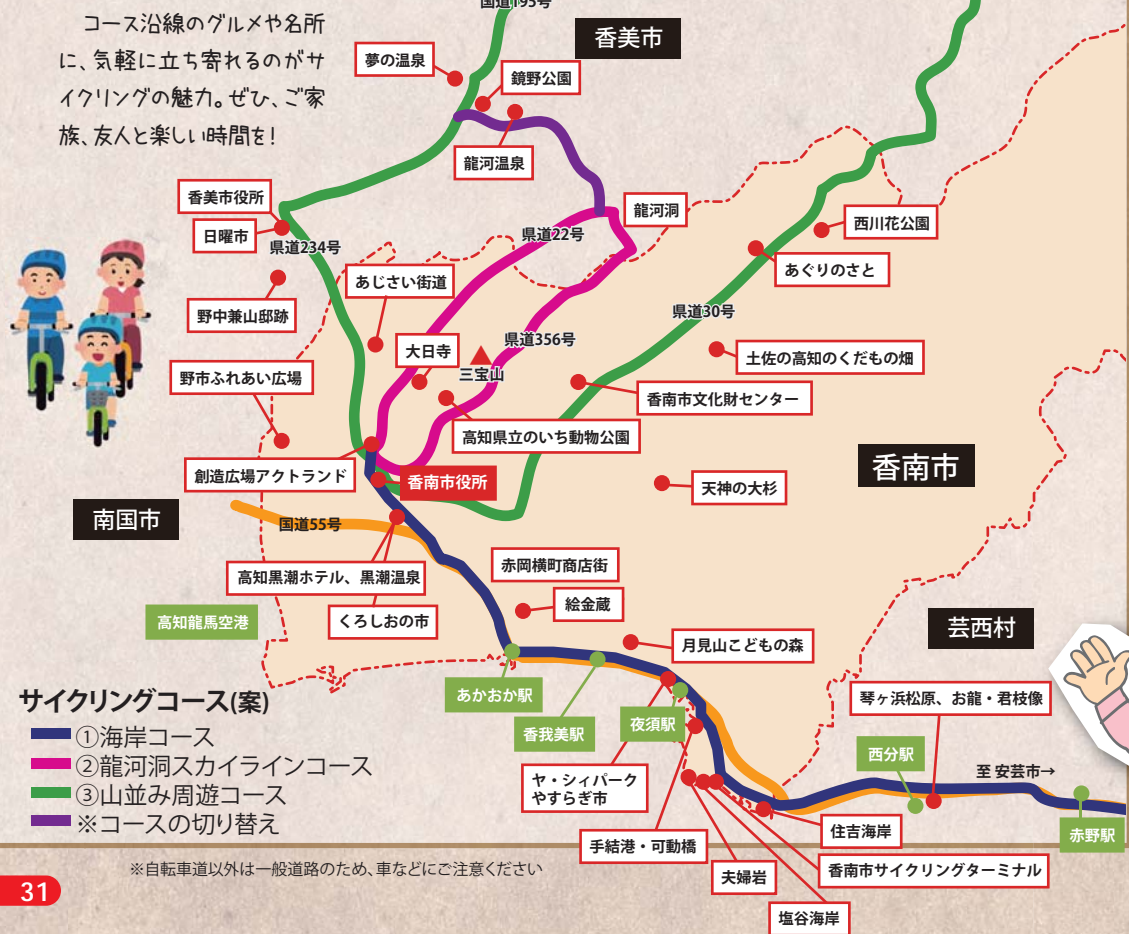 コース沿線のグルメや名所
に、気軽に立ち寄れるのがサ
イクリングの魅力。ぜひ、ご家
族、友人と楽しい時間を！
国道195号
香美市
夢の温泉
鏡野公園
龍河温泉
香美市役所
日曜市
県道234号
龍河洞
県道22号
西川花公園
あぐりのさと
野中兼山邸跡
あじさい街道
県道30号
県道356号
大日寺
三宝山
土佐の高知のくだもの畑
野市ふれあい広場
香南市文化財センター
高知県立のいち動物公園
香南市
創造広場アクトランド
香南市役所
天神の大杉
南国市
国道55号
赤岡横町商店街
高知黒潮ホテル、黒潮温泉
絵金蔵
くろしおの市
高知龍馬空港
芸西村
月見山こどもの森
あかおか駅
香我美駅
夜須駅
琴ヶ浜松原、お龍・君枝像
西分駅
至 安芸市→
赤野駅
ヤ・シィパーク
やすらぎ市
手結港・可動橋
住吉海岸
夫婦岩
香南市サイクリングターミナル
塩谷海岸
サイクリングコース(案)
①海岸コース
②龍河洞スカイラインコース
③山並み周遊コース
※コースの切り替え
※自転車道以外は一般道路のため、車などにご注意ください
31